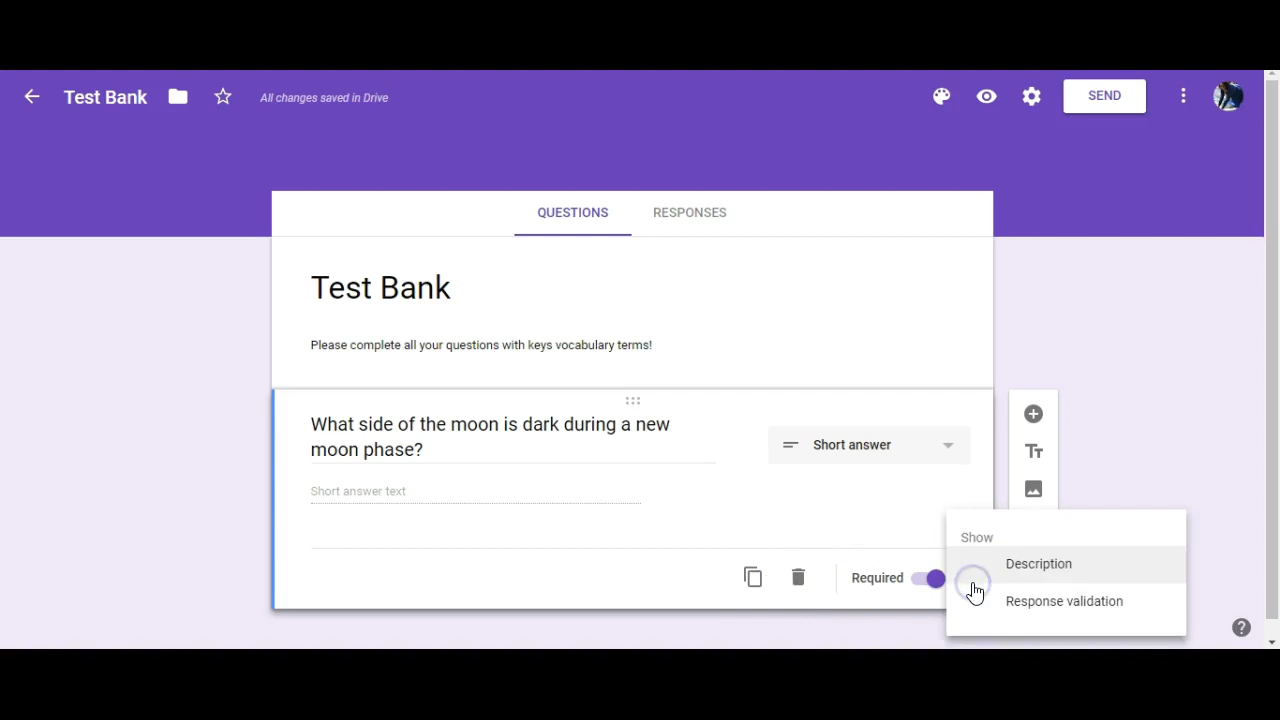 Test Bank
All changes saved in Drive
SEND
QUESTIONS
RESPONSES
Test Bank
Please complete all your questions with keys vocabulary terms!
What side of the moon is dark during a new
moon phase?
Short answer
Short answer text
Required
Show
Description
Response validation